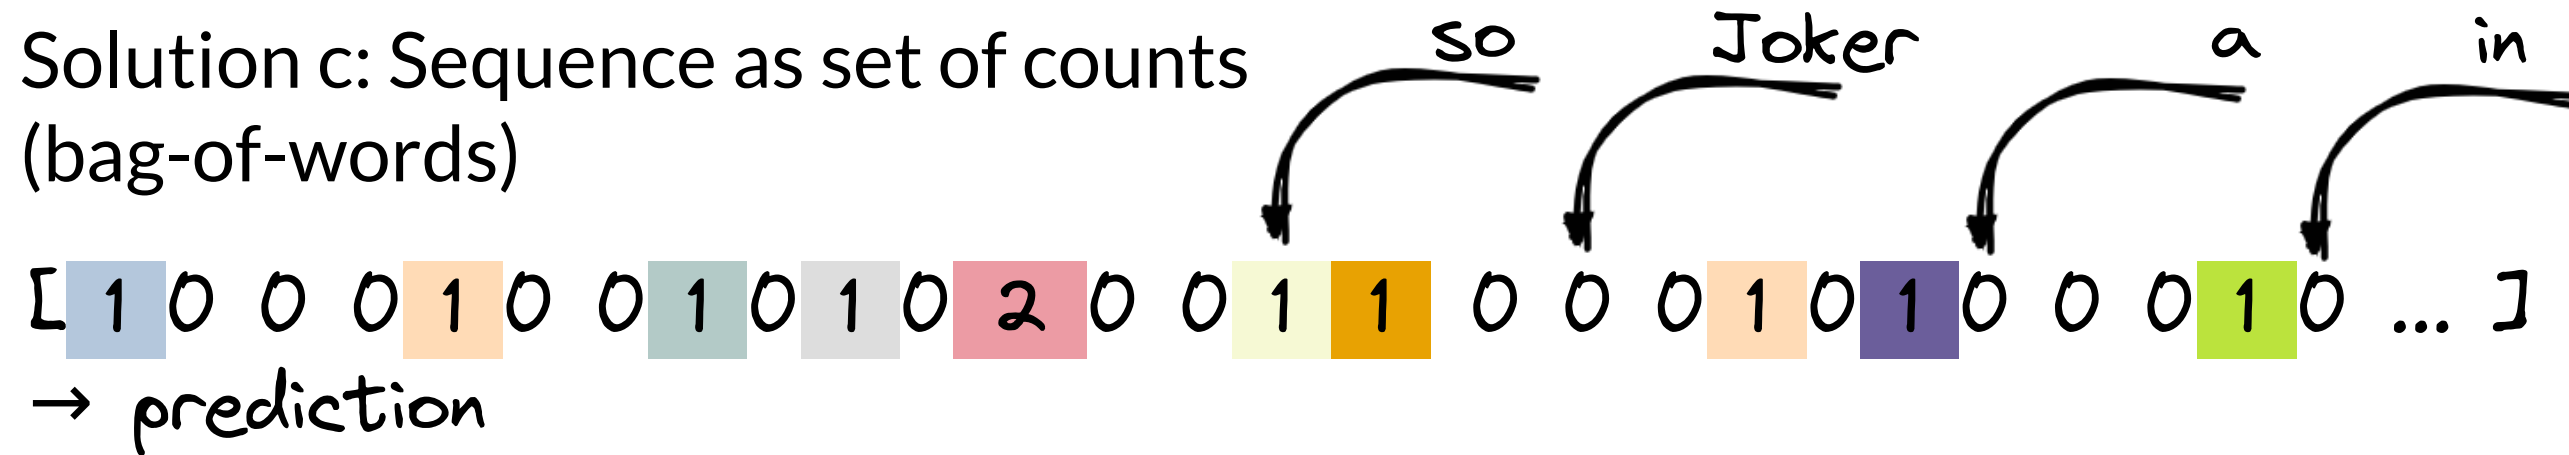 Solution c: Sequence as set of counts
(bag-of-words)
so Joker a in
[ 1 0 0 0 1 0 0 1 0 1 0 2 0 0 1 1 0 0 0 1 0 1 0 0 0 1 0 ... ]
→ prediction